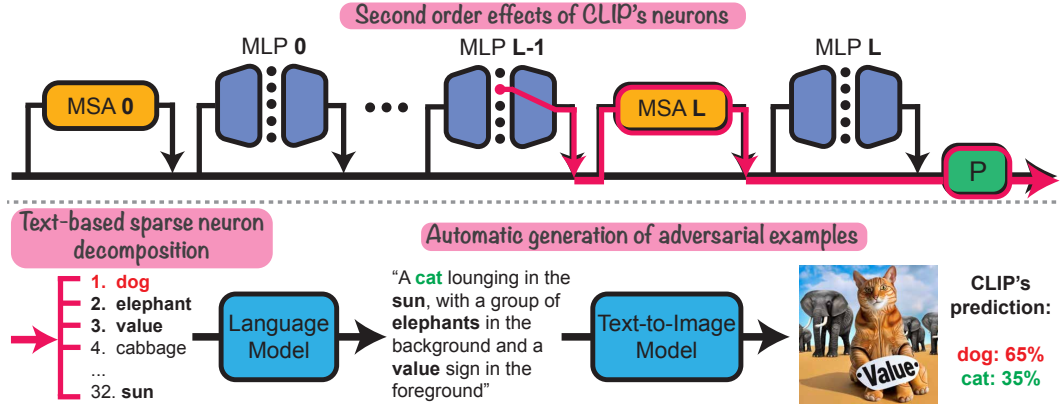 Second order effects of CLIP's neurons
MLP 0
MLP L-1
MLP L
MSA 0
MSA L
P
Text-based sparse neuron
decomposition
Automatic generation of adversarial examples
1. dog
2. elephant
3. value
4. cabbage
...
32. sun
Language
Model
"A cat lounging in the
sun, with a group of
elephants in the
background and a
value sign in the
foreground"
Text-to-Image
Model
Value
CLIP's
prediction:
dog: 65%
cat: 35%